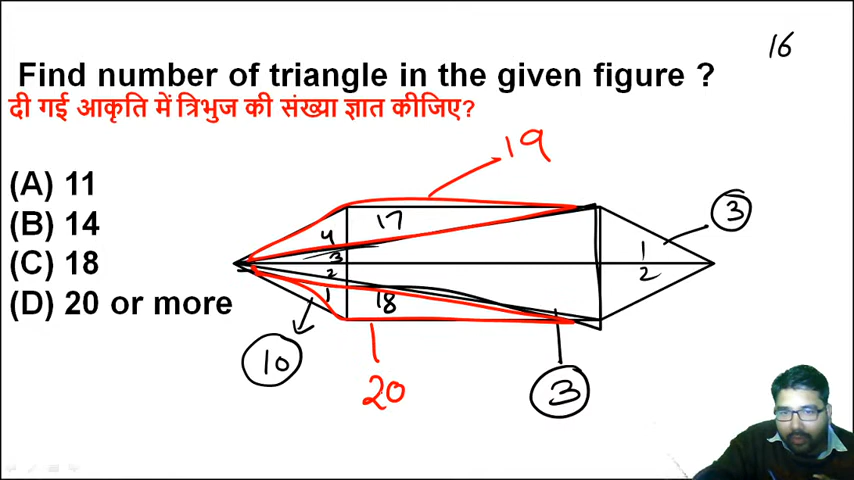 16
Find number of triangle in the given figure ?
दी गई आकृति में त्रिभुज की संख्या ज्ञात कीजिए?
19
(A) 11
(B) 14
(C) 18
(D) 20 or more
17
3
4
3
1
2
2
1
18
10
20
3